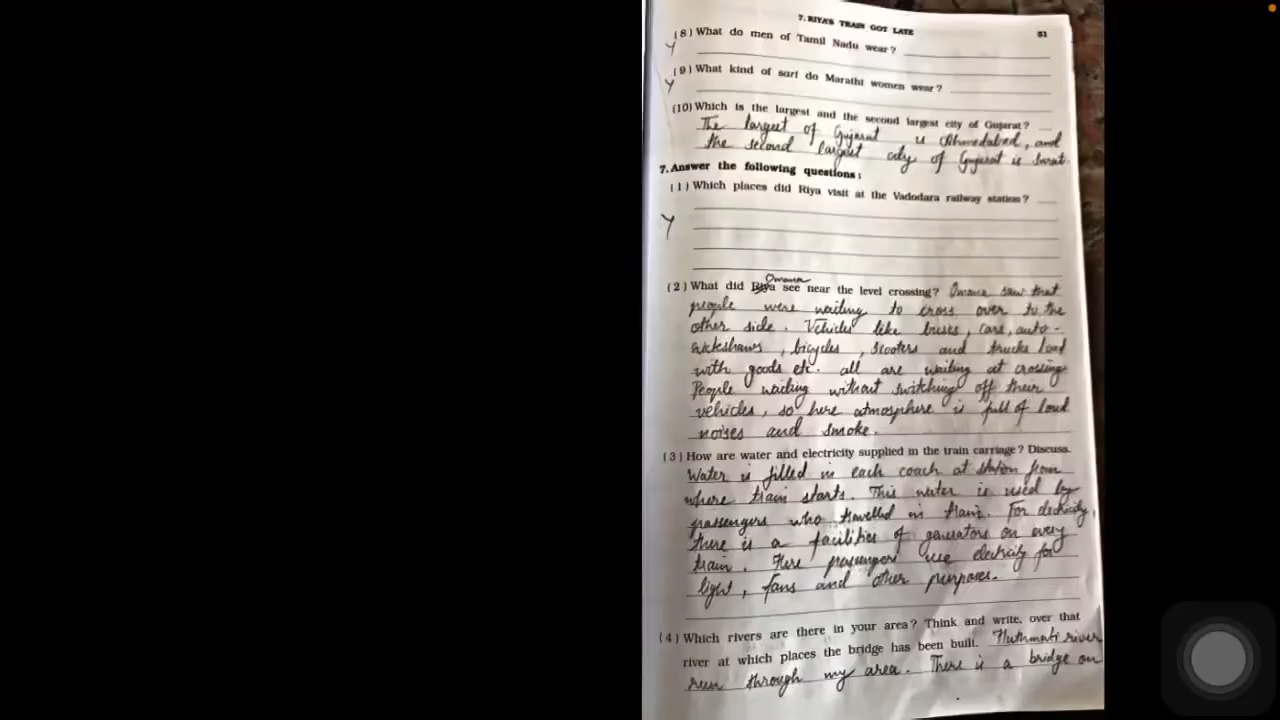 7. RIYA'S TRAIN GOT LATE 51
(8) What do men of Tamil Nadu wear?
Y
(9) What kind of sari do Marathi women wear?
Y
(10) Which is the largest and the second largest city of Gujarat?
The largest of Gujarat is Ahmedabad, and
the second largest city of Gujarat is Surat.
7. Answer the following questions:
(1) Which places did Riya visit at the Vadodara railway station?
Y
Omana
(2) What did Riya see near the level crossing? Omana saw that
people were waiting to cross over to the
other side. Vehicles like buses, cars, auto-
rickshaws, bicycles, scooters and trucks load
with goods etc. all are waiting at crossing.
People waiting without switching off their
vehicles, so here atmosphere is full of loud
noises and smoke.
(3) How are water and electricity supplied in the train carriage? Discuss.
Water is filled in each coach at station from
where train starts. This water is used by
passengers who travelled in train. For electricity,
there is a facilities of generators on every
train. Here passengers use electricity for
light, fans and other purposes.
(4) Which rivers are there in your area? Think and write, over that
river at which places the bridge has been built. Hathmati river
run through my area. There is a bridge on